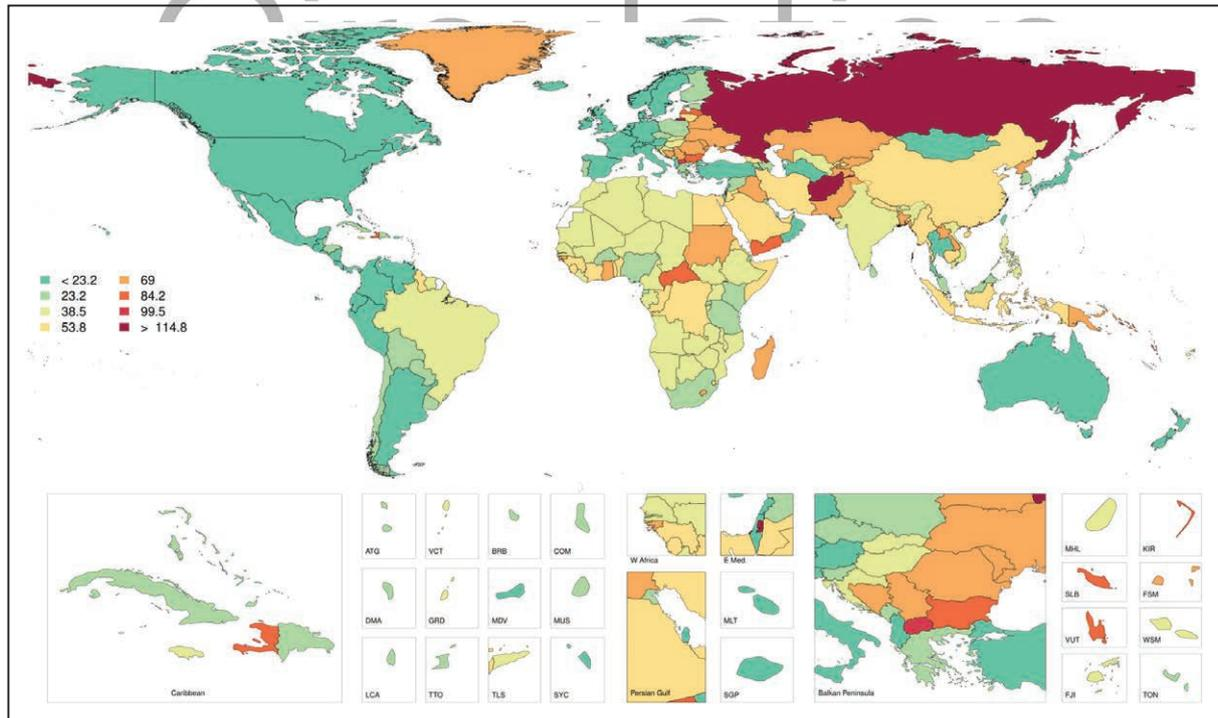 Circulation
< 23.2 69
23.2 84.2
38.5 99.5
53.8 > 114.8
ATG VCT BRB COM
W Africa E Med.
MHL KIR
DMA GRD MDV MUS
MLT
SLB FSM
VUT WSM
Caribbean
LCA TTO TLS SYC
Persian Gulf
SGP
Balkan Peninsula
FJI TON